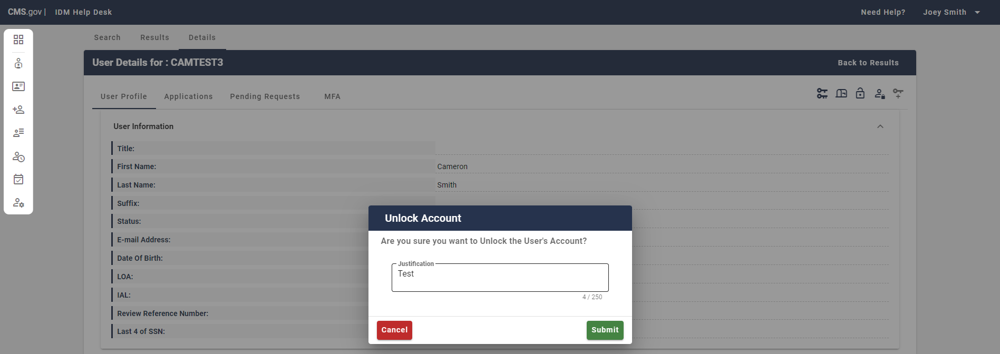 CMS.gov | IDM Help Desk Need Help? Joey Smith
Search Results Details
User Details for : CAMTEST3 Back to Results
User Profile Applications Pending Requests MFA
User Information
Title:
First Name: Cameron
Last Name: Smith
Suffix:
Status:
E-mail Address:
Date Of Birth:
LOA:
IAL:
Review Reference Number:
Last 4 of SSN:
Unlock Account
Are you sure you want to Unlock the User's Account?
Justification
Test
4 / 250
Cancel Submit